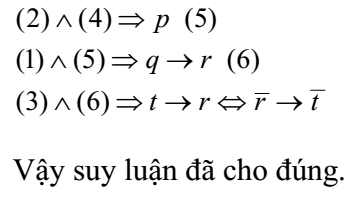 (2) ∧ (4) ⇒ p (5)
(1) ∧ (5) ⇒ q → r (6)
(3) ∧ (6) ⇒ t → r ⇔ r̅ → t̅
Vậy suy luận đã cho đúng.